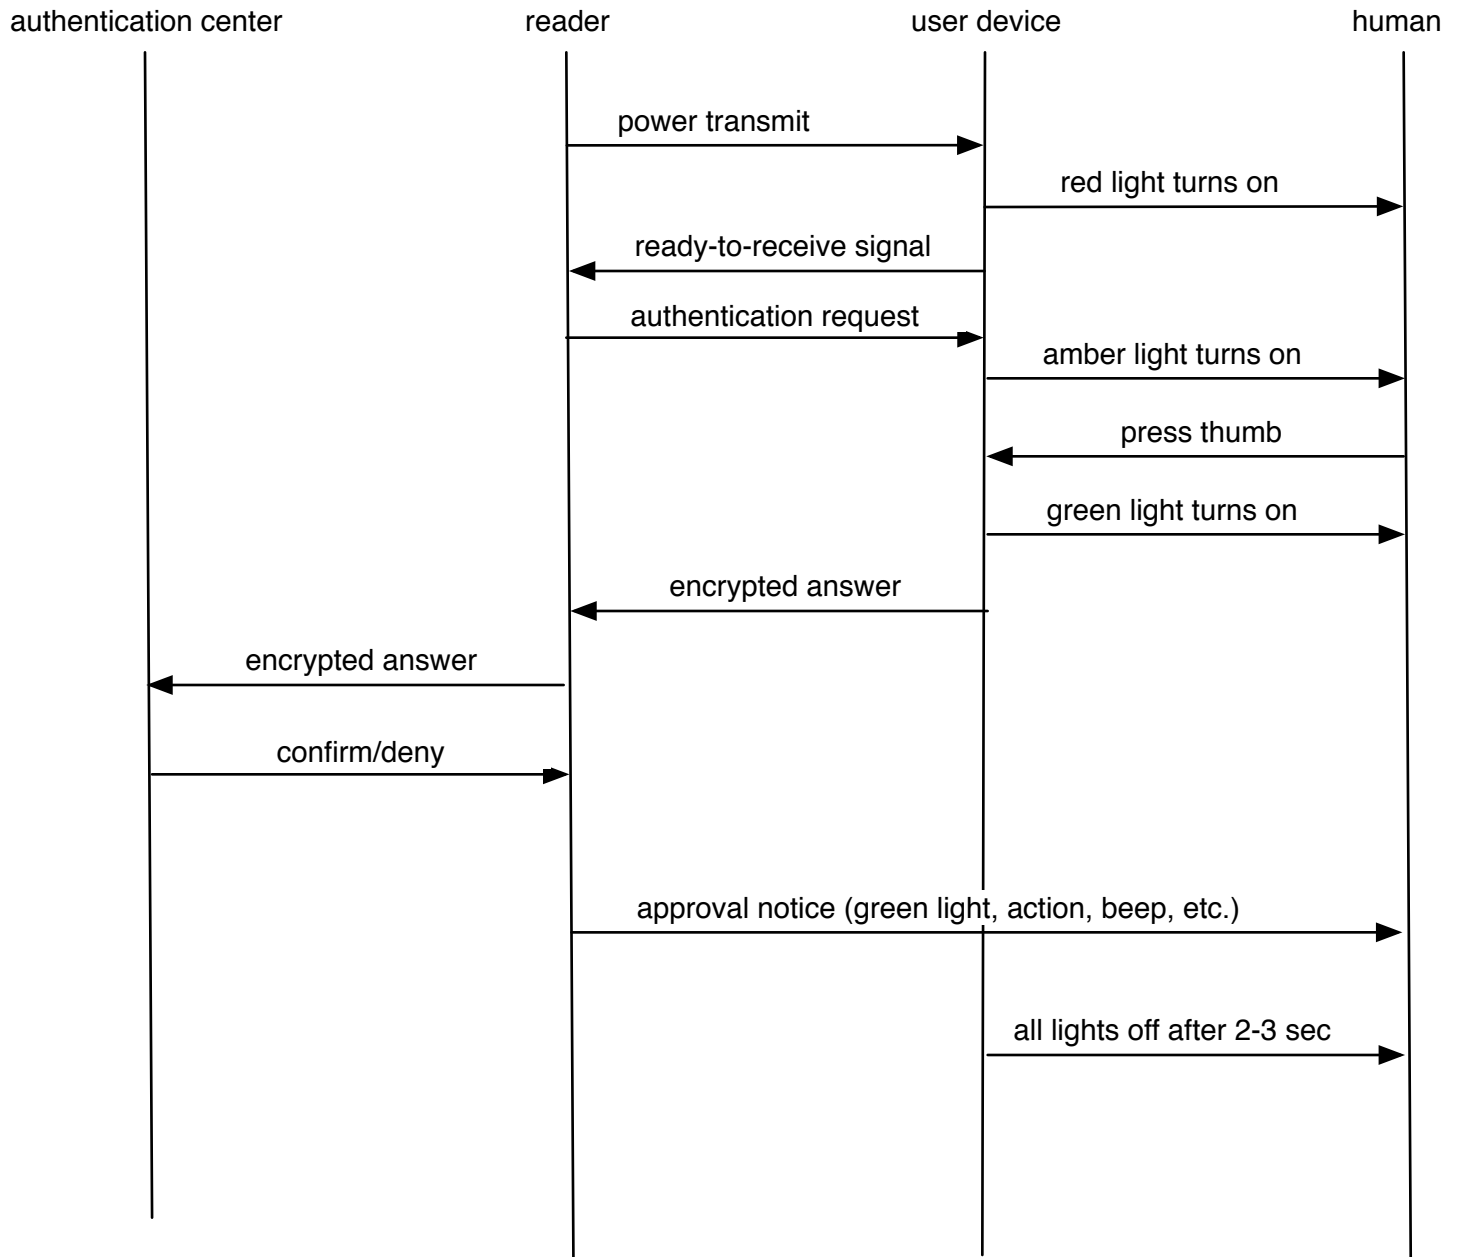 authentication center
reader
user device
human
power transmit
red light turns on
ready-to-receive signal
authentication request
amber light turns on
press thumb
green light turns on
encrypted answer
encrypted answer
confirm/deny
approval notice (green light, action, beep, etc.)
all lights off after 2-3 sec